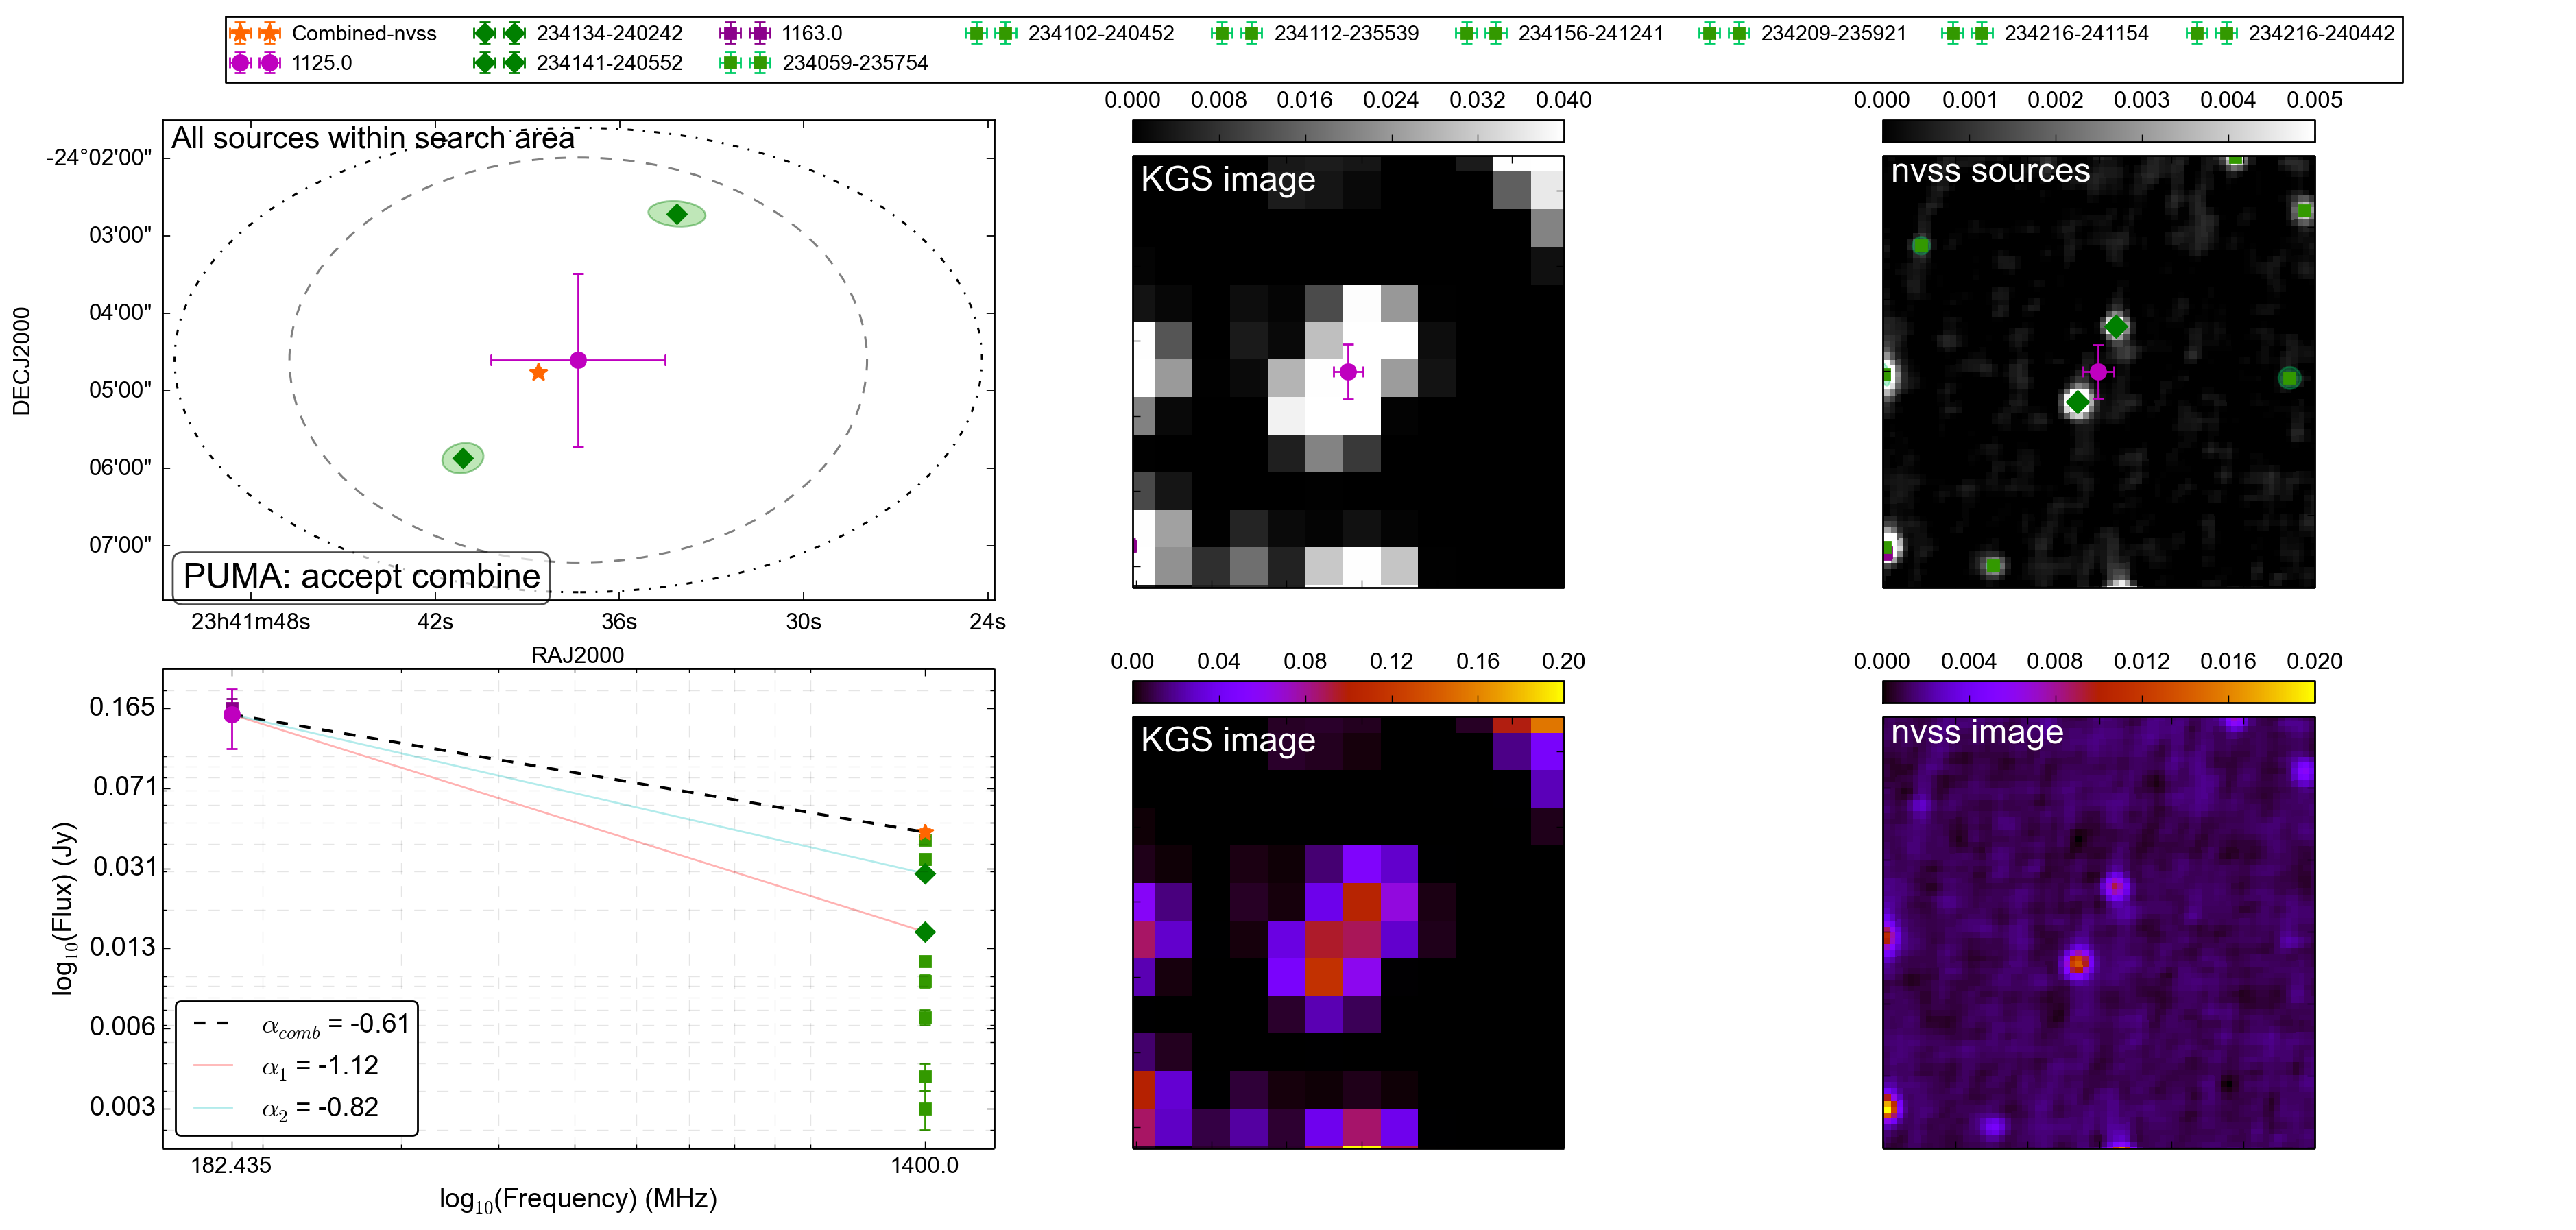 Combined-nvss 234134-240242 1163.0 234102-240452 234112-235539 234156-241241 234209-235921 234216-241154 234216-240442
1125.0 234141-240552 234059-235754
0.000 0.008 0.016 0.024 0.032 0.040
0.000 0.001 0.002 0.003 0.004 0.005
All sources within search area
-24°02'00"
03'00"
04'00"
05'00"
06'00"
07'00"
DECJ2000
PUMA: accept combine
23h41m48s 42s 36s 30s 24s
RAJ2000
KGS image
nvss sources
0.165
0.071
0.031
0.013
0.006
0.003
log10(Flux) (Jy)
αcomb = -0.61
α1 = -1.12
α2 = -0.82
182.435 1400.0
log10(Frequency) (MHz)
0.00 0.04 0.08 0.12 0.16 0.20
KGS image
0.000 0.004 0.008 0.012 0.016 0.020
nvss image